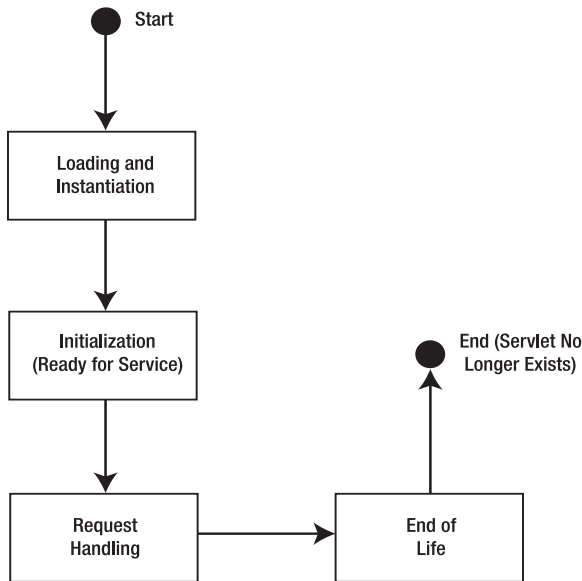 Start
Loading and
Instantiation
Initialization
(Ready for Service)
End (Servlet No
Longer Exists)
Request
Handling
End of
Life